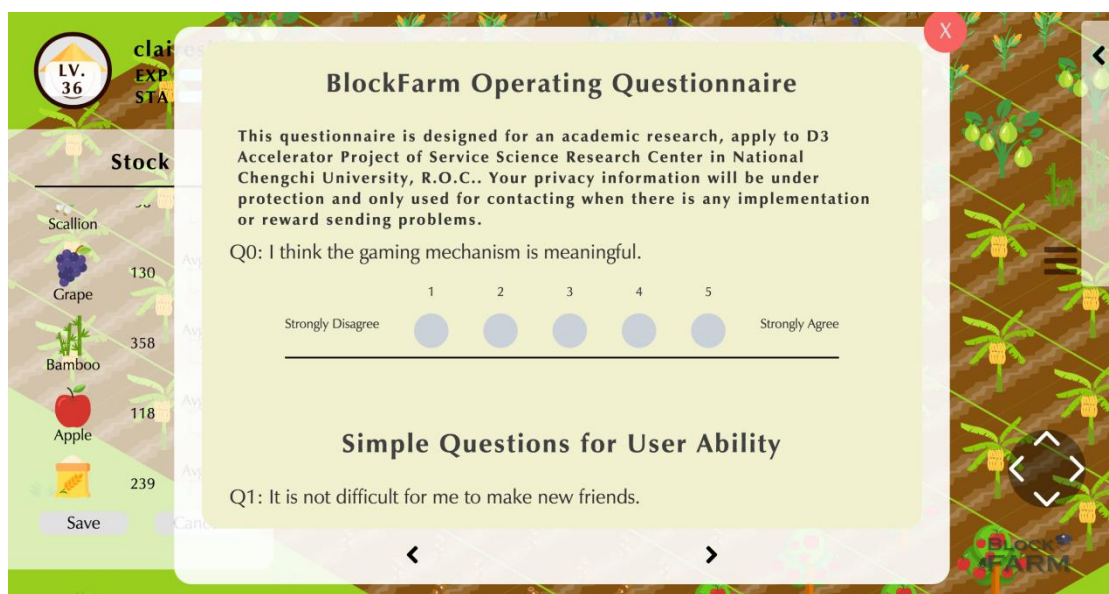 X
LV.
36
claires
EXP
STA
Stock
Scallion
130
Grape
358
Bamboo
118
Apple
239
Save
BlockFarm Operating Questionnaire
This questionnaire is designed for an academic research, apply to D3
Accelerator Project of Service Science Research Center in National
Chengchi University, R.O.C.. Your privacy information will be under
protection and only used for contacting when there is any implementation
or reward sending problems.
Q0: I think the gaming mechanism is meaningful.
1 2 3 4 5
Strongly Disagree Strongly Agree
Simple Questions for User Ability
Q1: It is not difficult for me to make new friends.
BLOCK
FARM